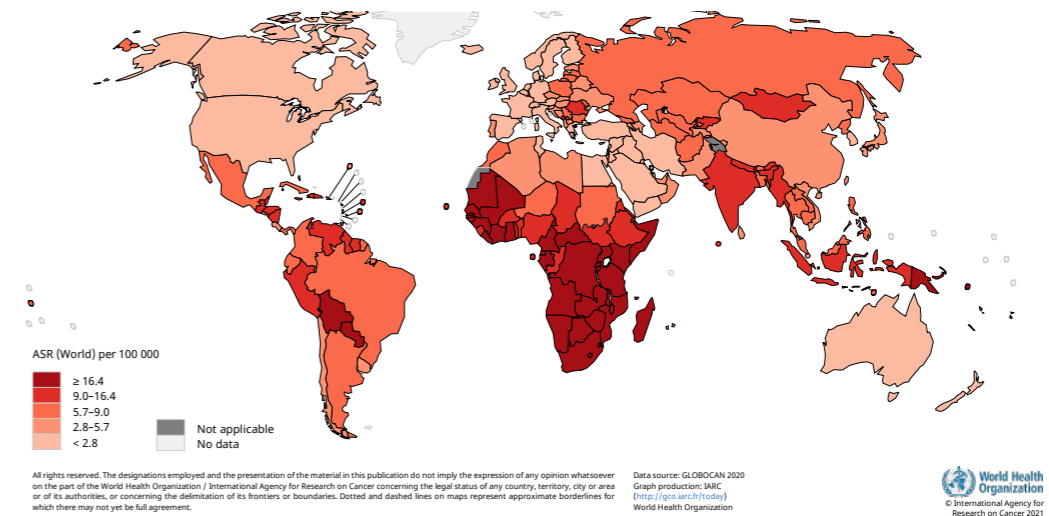 ASR (World) per 100 000
≥ 16.4
9.0–16.4
5.7–9.0
2.8–5.7
< 2.8
Not applicable
No data
All rights reserved. The designations employed and the presentation of the material in this publication do not imply the expression of any opinion whatsoever
on the part of the World Health Organization / International Agency for Research on Cancer concerning the legal status of any country, territory, city or area
or of its authorities, or concerning the delimitation of its frontiers or boundaries. Dotted and dashed lines on maps represent approximate borderlines for
which there may not yet be full agreement.
Data source: GLOBOCAN 2020
Graph production: IARC
(http://gco.iarc.fr/today)
World Health Organization
World Health
Organization
© International Agency for
Research on Cancer 2021